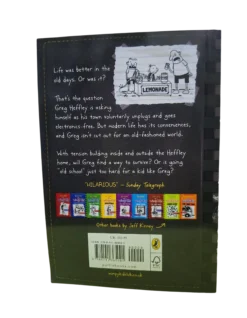 LEMONADE
Life was better in the
old days. Or was it?
That's the question
Greg Heffley is asking
himself as his town voluntarily unplugs and goes
electronics-free. But modern life has its conveniences,
and Greg isn't cut out for an old-fashioned world.
With tension building inside and outside the Heffley
home, will Greg find a way to survive? Or is going
"old school" just too hard for a kid like Greg?
"HILARIOUS" – Sunday Telegraph
Other books by Jeff Kinney